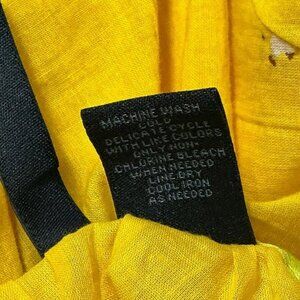 MACHINE WASH
COLD
DELICATE CYCLE
WITH LIKE COLORS
ONLY NON-
CHLORINE BLEACH
WHEN NEEDED
LINE DRY
COOL IRON
AS NEEDED